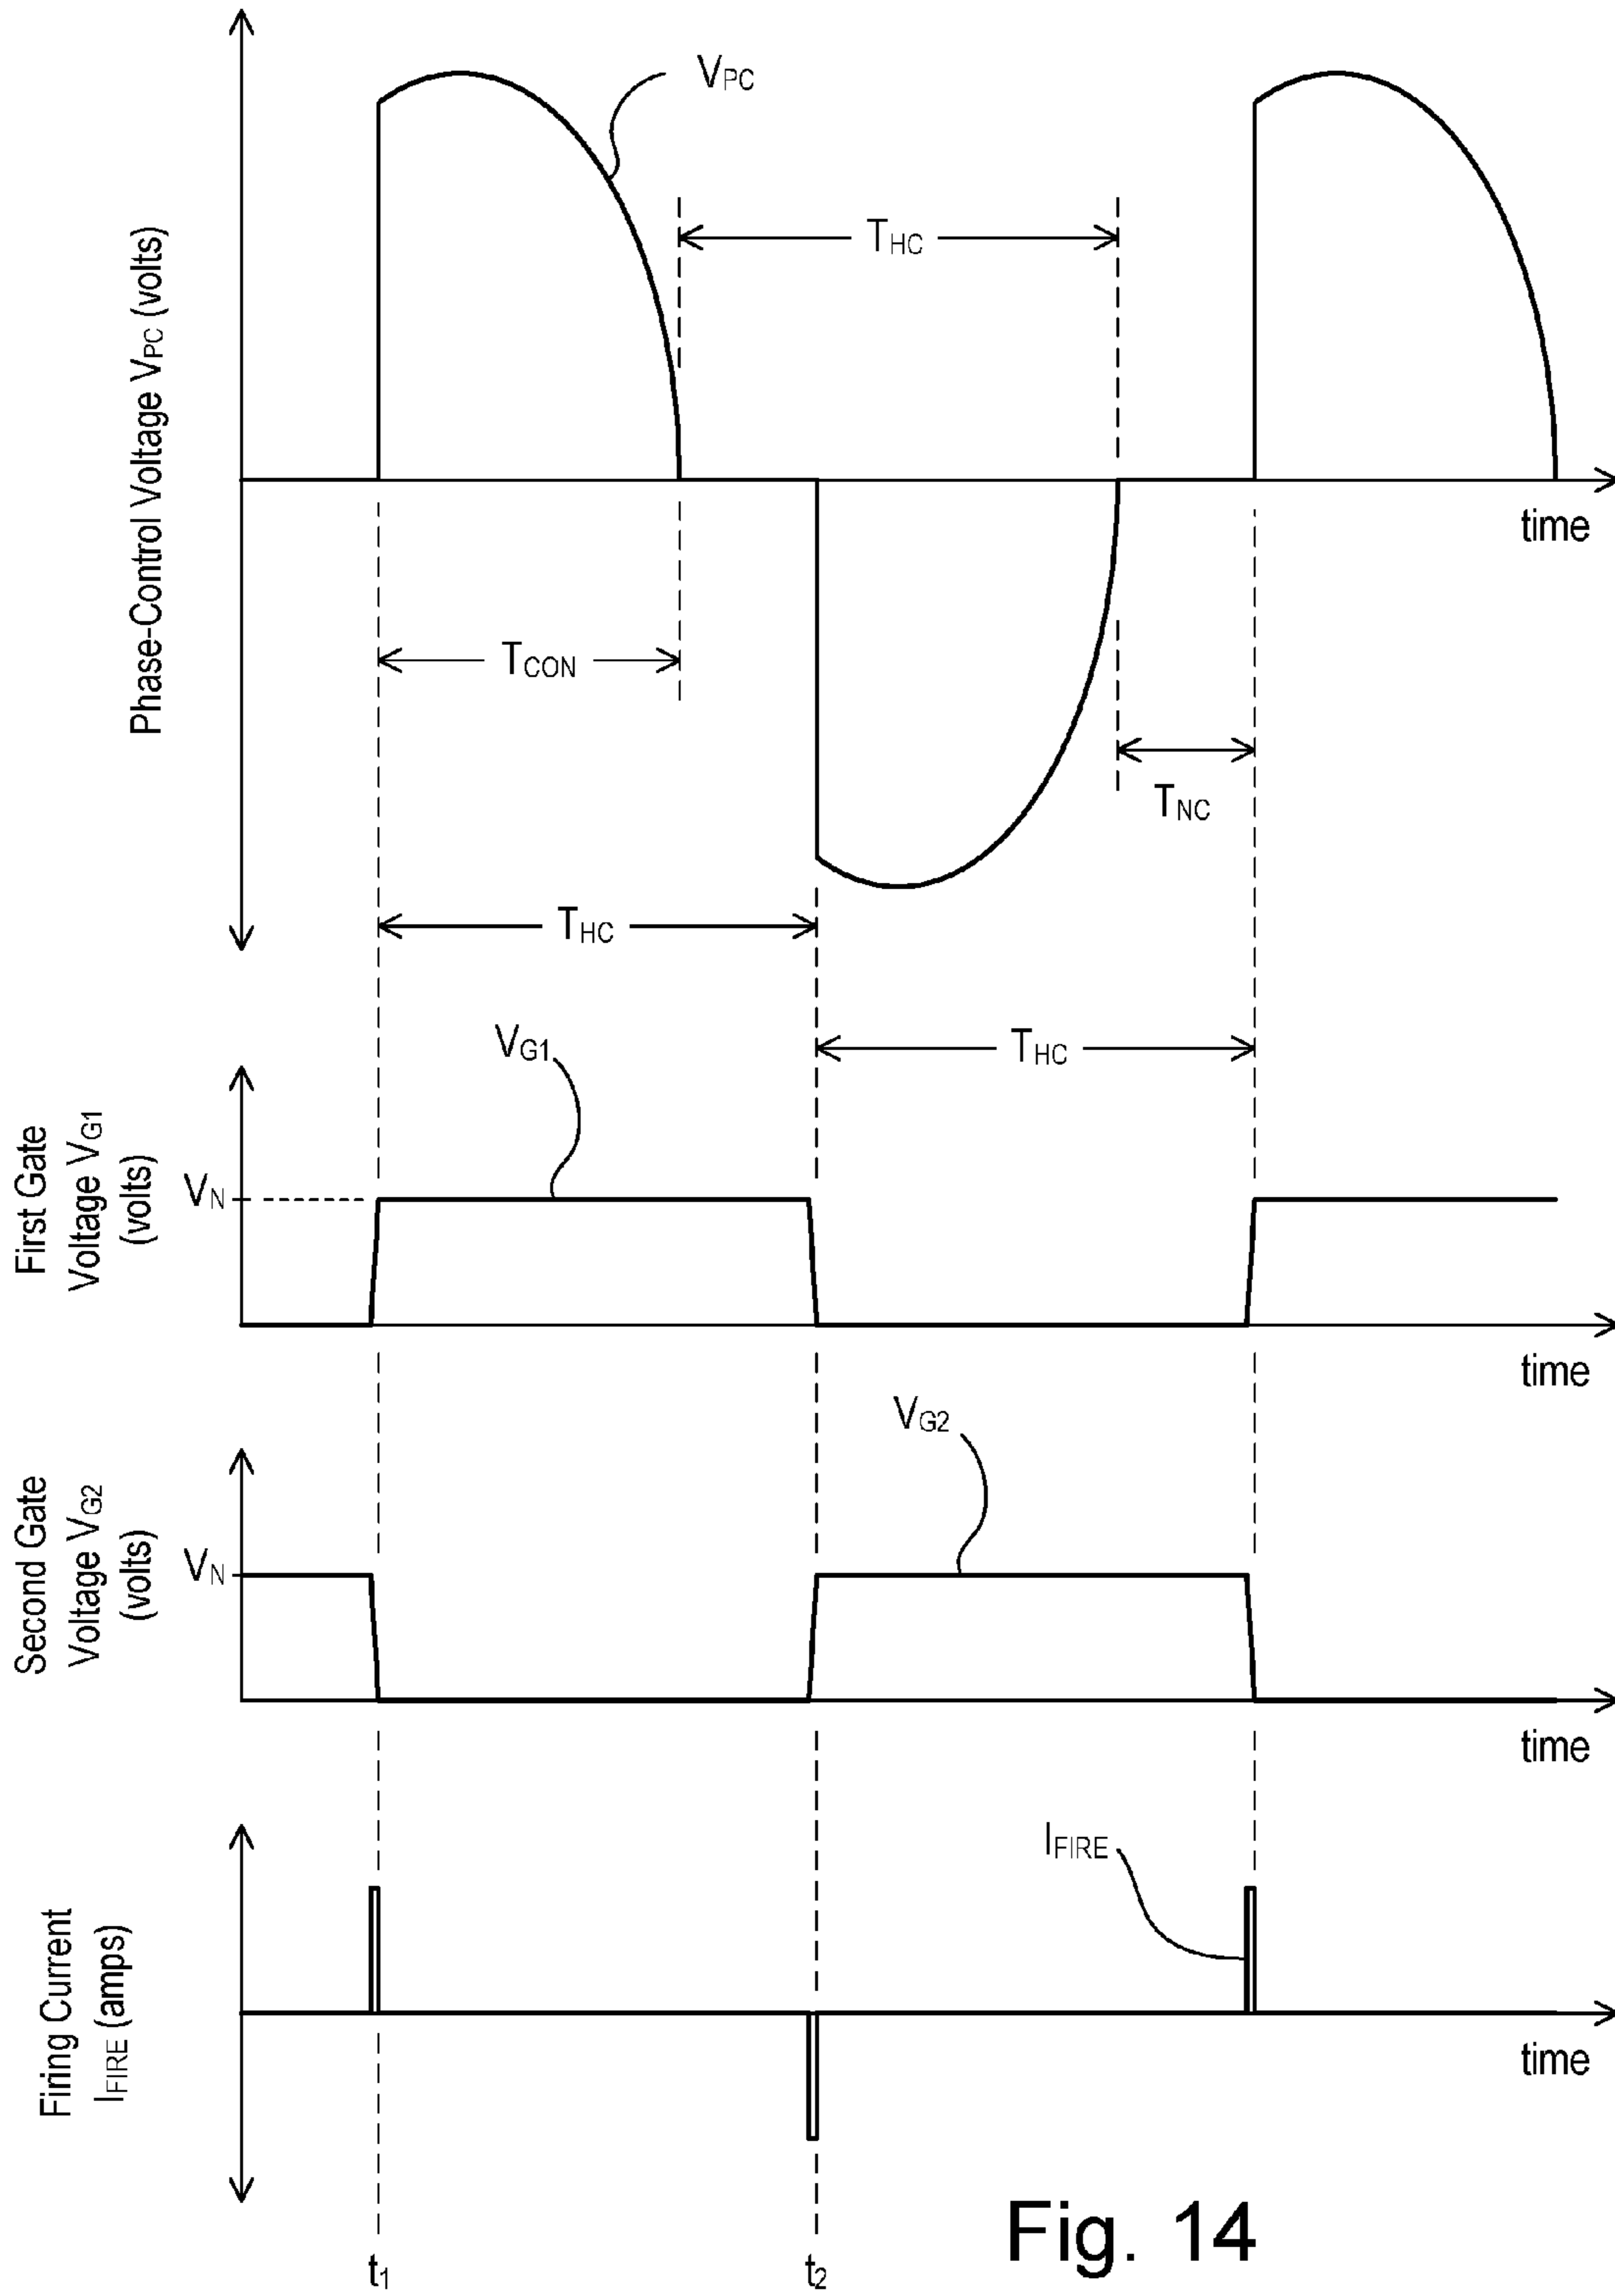 Phase-Control Voltage VPC (volts)
VPC
THC
time
TCON
TNC
THC
THC
First Gate
Voltage VG1
(volts)
VG1
VN
time
Second Gate
Voltage VG2
(volts)
VG2
VN
time
Firing Current
IFIRE (amps)
IFIRE
time
t1
t2
Fig. 14